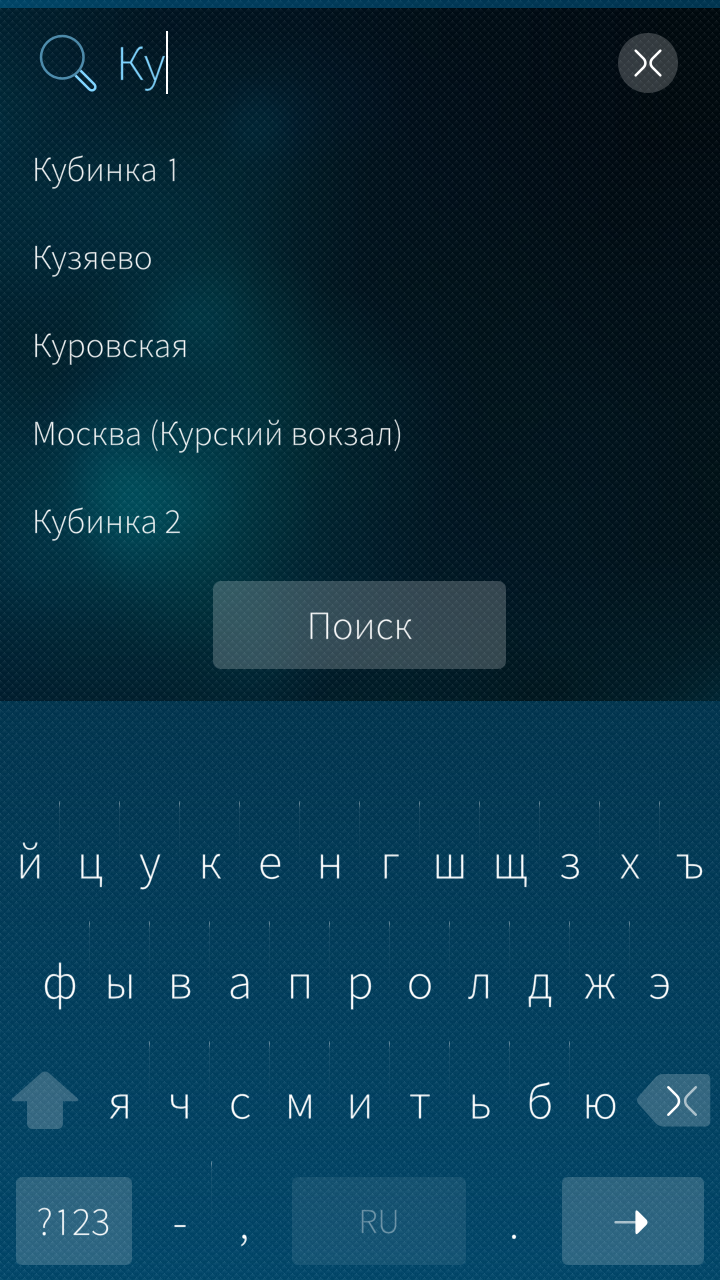 Ку
Кубинка 1
Кузяево
Куровская
Москва (Курский вокзал)
Кубинка 2
Поиск
й ц у к е н г ш щ з х ъ
ф ы в а п р о л д ж э
я ч с м и т ь б ю
?123 - , RU .